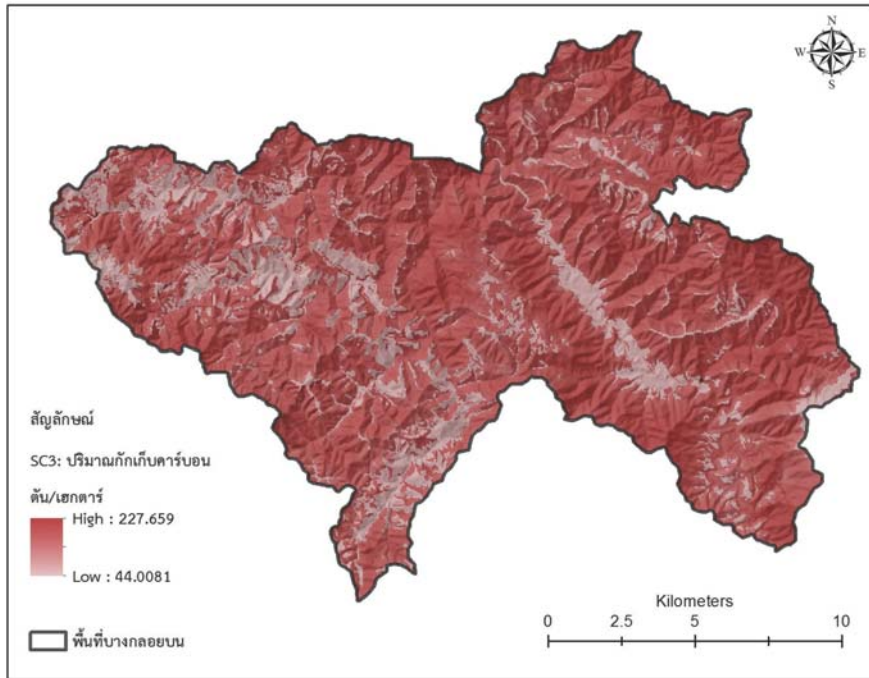 N
W E
S
สัญลักษณ์
SC3: ปริมาณกักเก็บคาร์บอน
ตัน/เฮกตาร์
High : 227.659
Low : 44.0081
พื้นที่บางกลอยบน
Kilometers
0 2.5 5 10